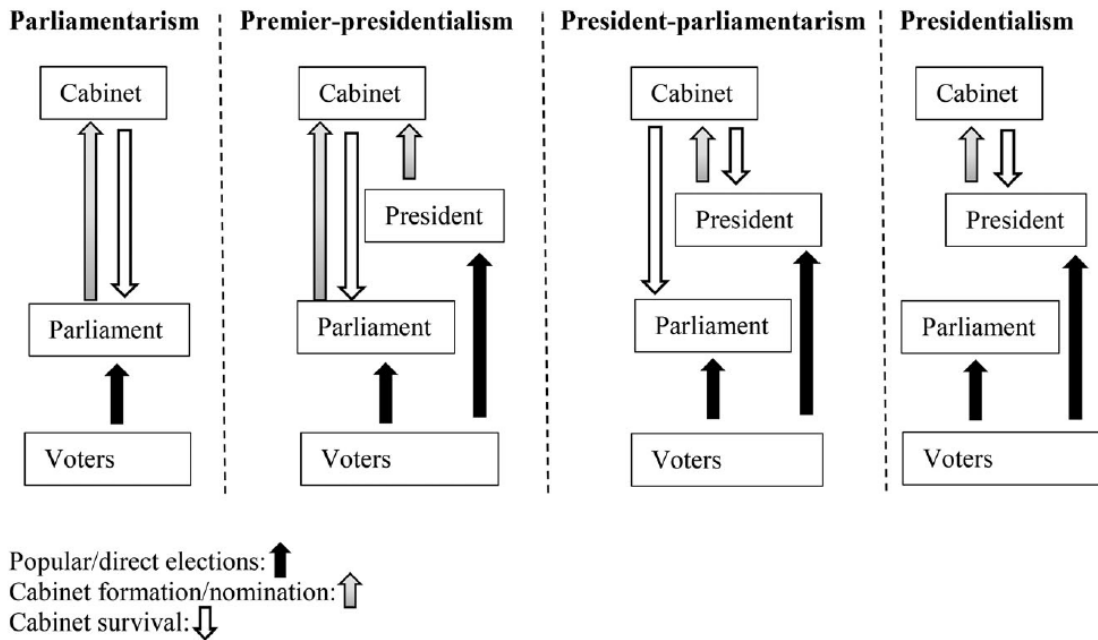 Parliamentarism
Cabinet
Parliament
Voters
Premier-presidentialism
Cabinet
President
Parliament
Voters
President-parliamentarism
Cabinet
President
Parliament
Voters
Presidentialism
Cabinet
President
Parliament
Voters
Popular/direct elections:
Cabinet formation/nomination:
Cabinet survival: